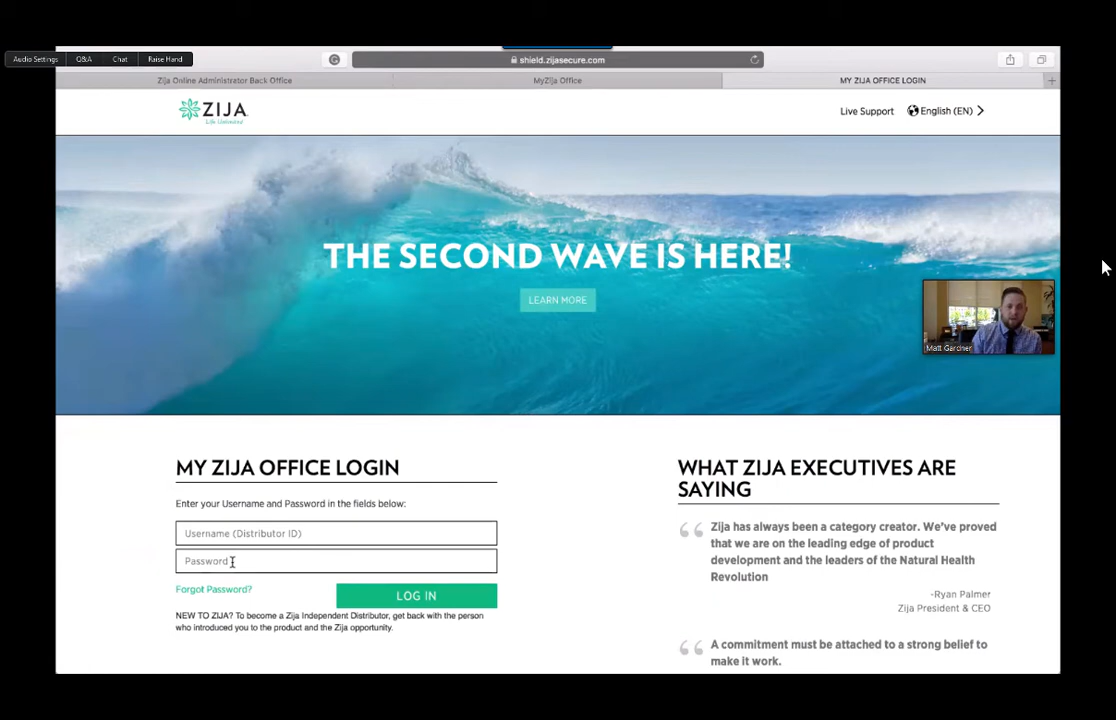 Audio Settings Q&A Chat Raise Hand
shield.zijasecure.com
Zija Online Administrator Back Office
MyZija Office
MY ZIJA OFFICE LOGIN
ZIJA
Life Unlimited
Live Support
English (EN)
THE SECOND WAVE IS HERE!
LEARN MORE
Matt Gardner
MY ZIJA OFFICE LOGIN
Enter your Username and Password in the fields below:
Username (Distributor ID)
Password
Forgot Password?
LOG IN
NEW TO ZIJA? To become a Zija Independent Distributor, get back with the person
who introduced you to the product and the Zija opportunity.
WHAT ZIJA EXECUTIVES ARE
SAYING
Zija has always been a category creator. We've proved
that we are on the leading edge of product
development and the leaders of the Natural Health
Revolution
-Ryan Palmer
Zija President & CEO
A commitment must be attached to a strong belief to
make it work.